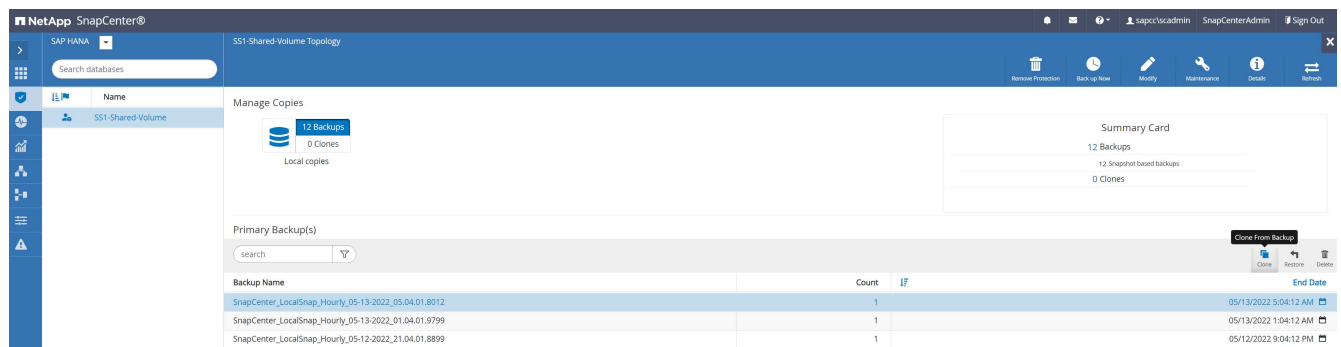 NetApp SnapCenter®
sapcc\scadmin SnapCenterAdmin Sign Out
SAP HANA
SS1-Shared-Volume Topology
Search databases
Remove Protection Back up Now Modify Maintenance Details Refresh
Name
SS1-Shared-Volume
Manage Copies
12 Backups
0 Clones
Local copies
Summary Card
12 Backups
12 Snapshot based backups
0 Clones
Primary Backup(s)
Clone From Backup
search
Clone Restore Delete
Backup Name Count End Date
SnapCenter_LocalSnap_Hourly_05-13-2022_05.04.01.8012 1 05/13/2022 5:04:12 AM
SnapCenter_LocalSnap_Hourly_05-13-2022_01.04.01.9799 1 05/13/2022 1:04:12 AM
SnapCenter_LocalSnap_Hourly_05-12-2022_21.04.01.8899 1 05/12/2022 9:04:12 PM